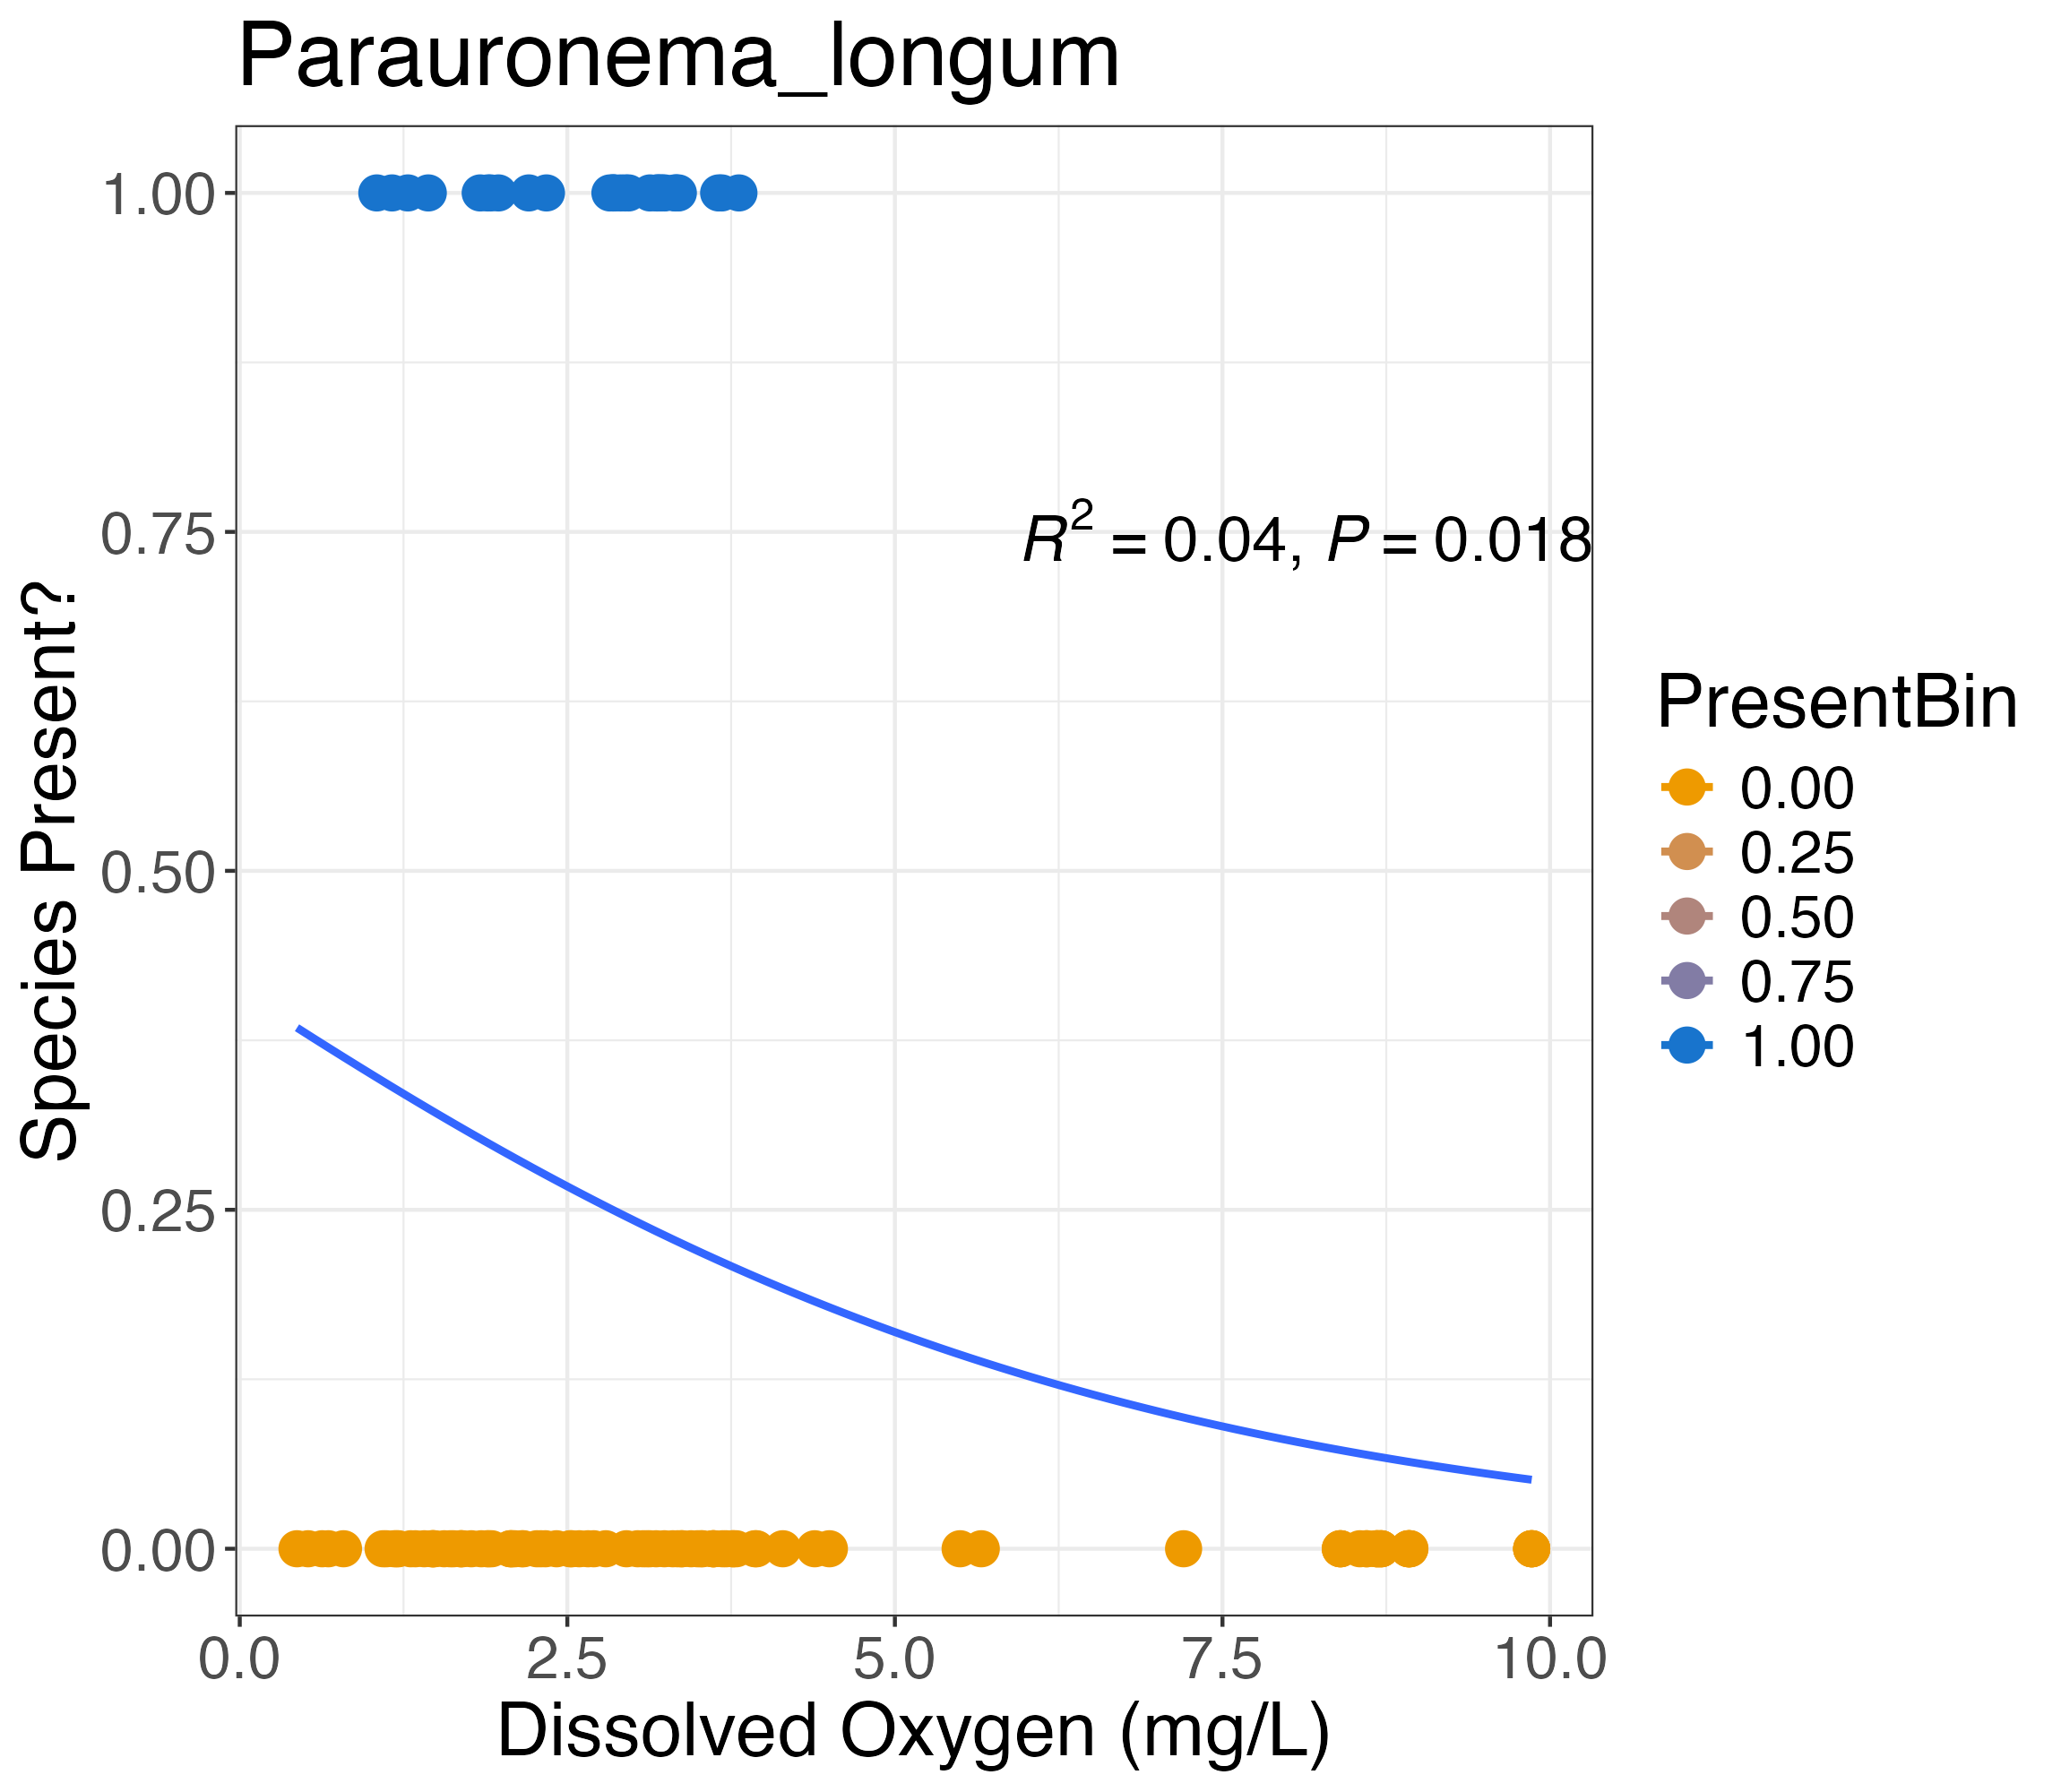 Parauronema_longum
1.00
0.75
0.50
0.25
0.00
Species Present?
R² = 0.04, P = 0.018
0.0 2.5 5.0 7.5 10.0
Dissolved Oxygen (mg/L)
PresentBin
0.00
0.25
0.50
0.75
1.00